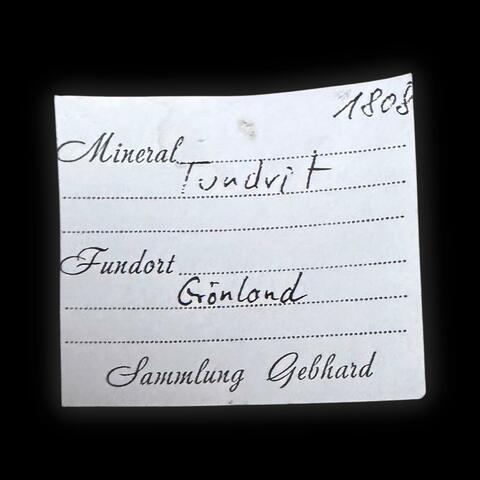 1808
Mineral Tundrit
Fundort
Grönland
Sammlung Gebhard